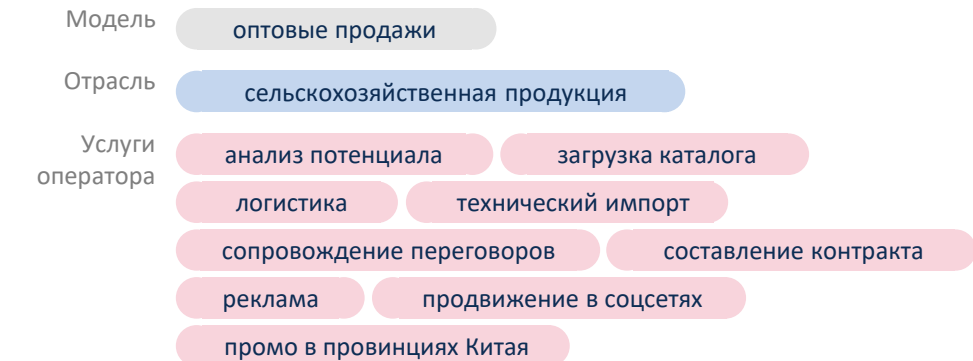 Модель
оптовые продажи
Отрасль
сельскохозяйственная продукция
Услуги
оператора
анализ потенциала
загрузка каталога
логистика
технический импорт
сопровождение переговоров
составление контракта
реклама
продвижение в соцсетях
промо в провинциях Китая